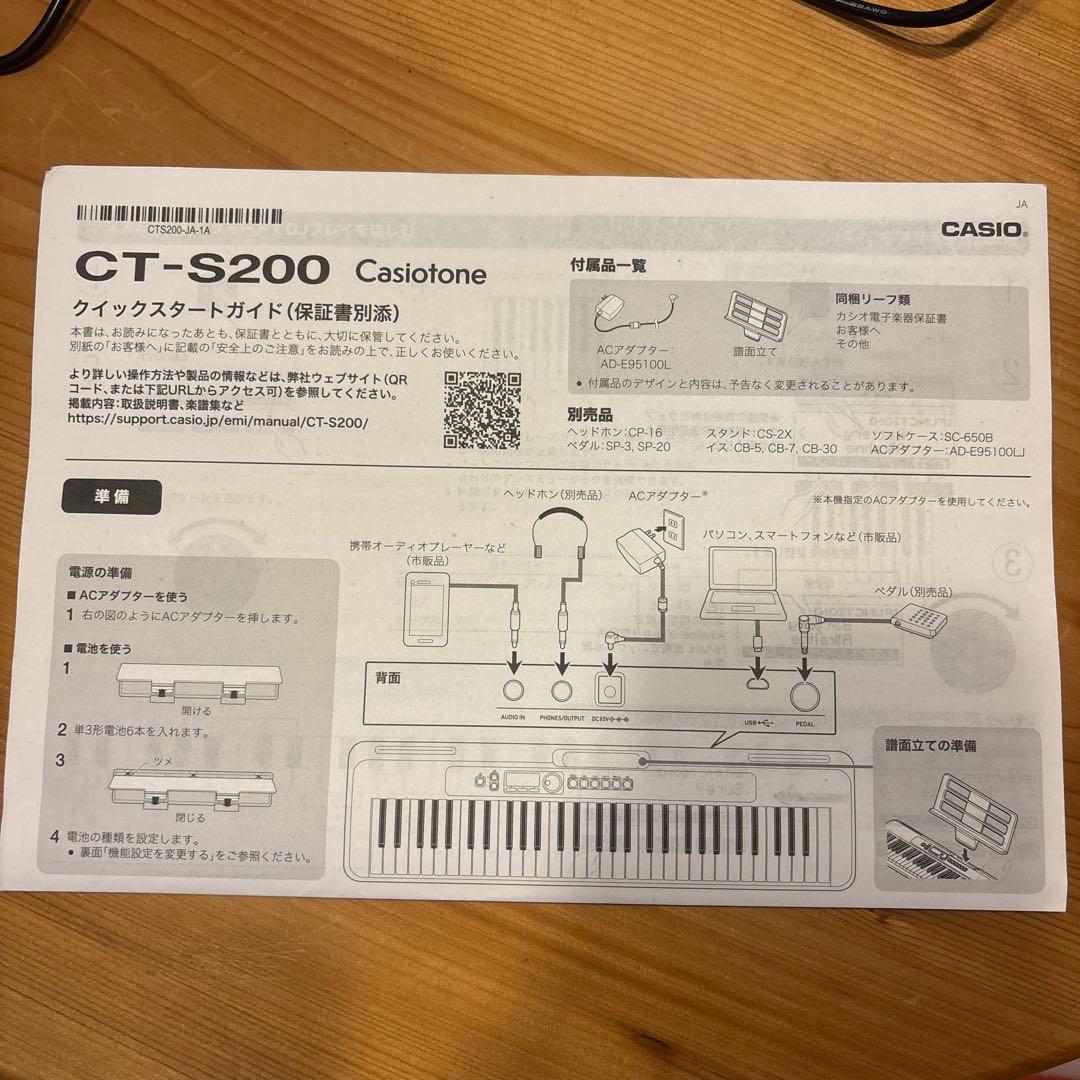 22AWG
JA
CTS200-JA-1A
CASIO®
CT-S200 Casiotone
クイックスタートガイド（保証書別添）
本書は、お読みになったあとも、保証書とともに、大切に保管してください。
別紙の「お客様へ」に記載の「安全上のご注意」をお読みの上で、正しくお使いください。
より詳しい操作方法や製品の情報などは、弊社ウェブサイト（QR
コード、または下記URLからアクセス可）を参照してください。
掲載内容：取扱説明書、楽譜集など
https://support.casio.jp/emi/manual/CT-S200/
付属品一覧
ACアダプター：
AD-E95100L
譜面立て
同梱リーフ類
カシオ電子楽器保証書
お客様へ
その他
● 付属品のデザインと内容は、予告なく変更されることがあります。
別売品
ヘッドホン：CP-16
ペダル：SP-3, SP-20
スタンド：CS-2X
イス：CB-5, CB-7, CB-30
ソフトケース：SC-650B
ACアダプター：AD-E95100LJ
準備
電源の準備
■ ACアダプターを使う
1 右の図のようにACアダプターを挿します。
■ 電池を使う
1
開ける
2 単3形電池6本を入れます。
3
ツメ
閉じる
4 電池の種類を設定します。
● 裏面「機能設定を変更する」をご参照ください。
ヘッドホン（別売品）
ACアダプター※
※本機指定のACアダプターを使用してください。
携帯オーディオプレーヤーなど
（市販品）
パソコン、スマートフォンなど（市販品）
ペダル（別売品）
背面
AUDIO IN
PHONES/OUTPUT
DC9.5V
USB
PEDAL
譜面立ての準備